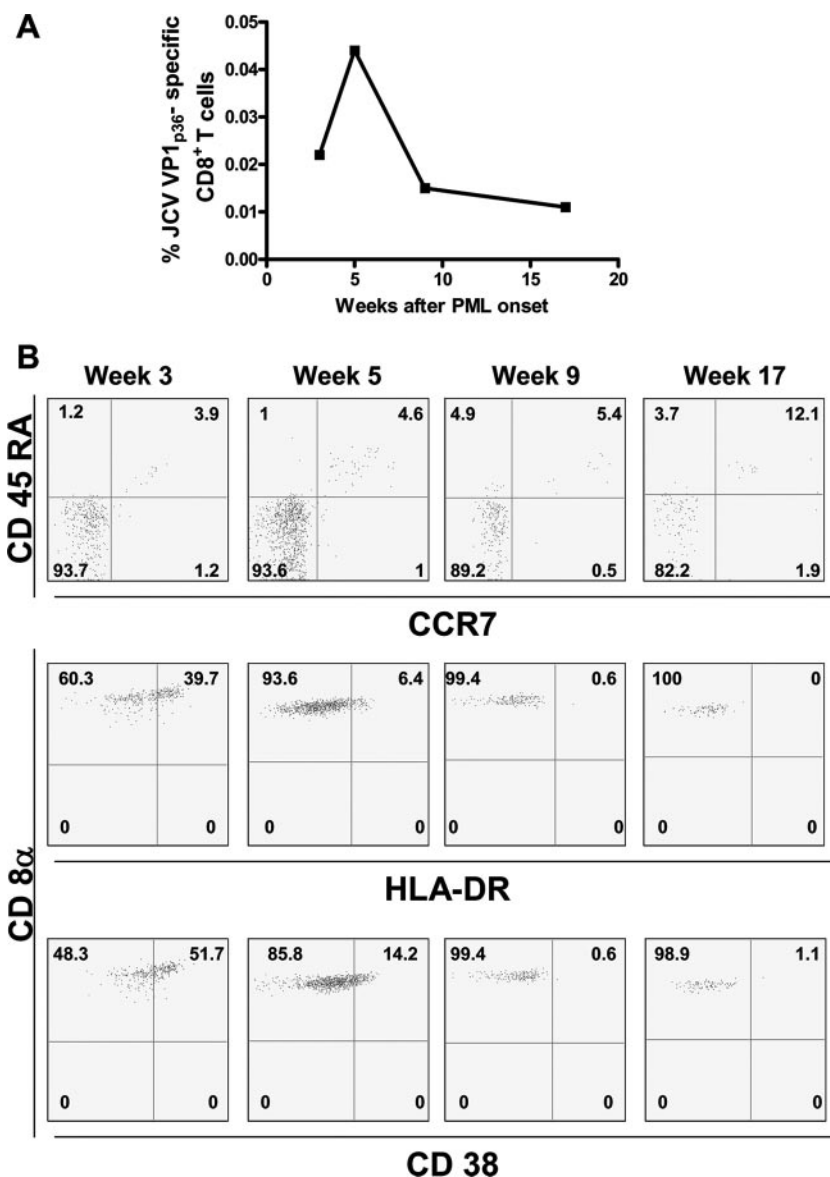 A
% JCV VP1p36- specific
CD8+ T cells
0.05
0.04
0.03
0.02
0.01
0.00
0 5 10 15 20
Weeks after PML onset
B
Week 3 Week 5 Week 9 Week 17
CD 45 RA
1.2 3.9 1 4.6 4.9 5.4 3.7 12.1
93.7 1.2 93.6 1 89.2 0.5 82.2 1.9
CCR7
CD 8α
60.3 39.7 93.6 6.4 99.4 0.6 100 0
0 0 0 0 0 0 0 0
HLA-DR
48.3 51.7 85.8 14.2 99.4 0.6 98.9 1.1
0 0 0 0 0 0 0 0
CD 38